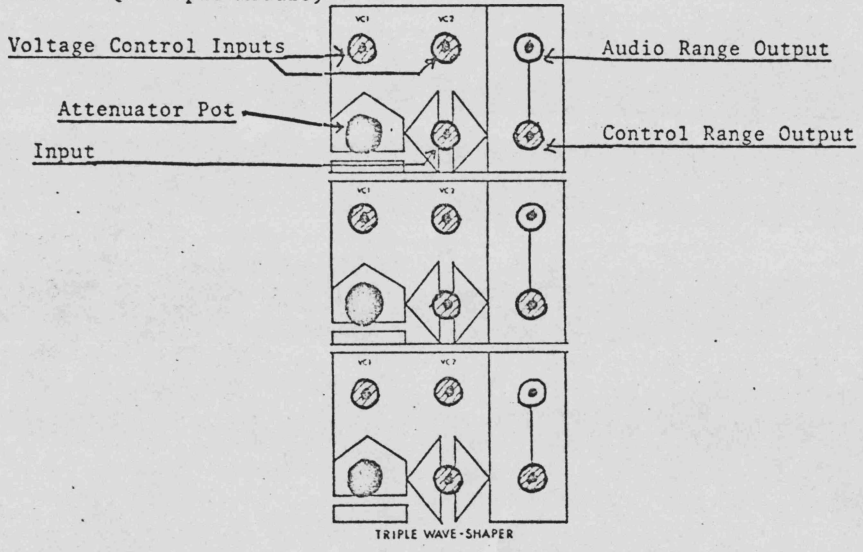 VC1 VC2
Voltage Control Inputs
Audio Range Output
Attenuator Pot
Control Range Output
Input
VC1 VC2
VC1 VC2
TRIPLE WAVE-SHAPER